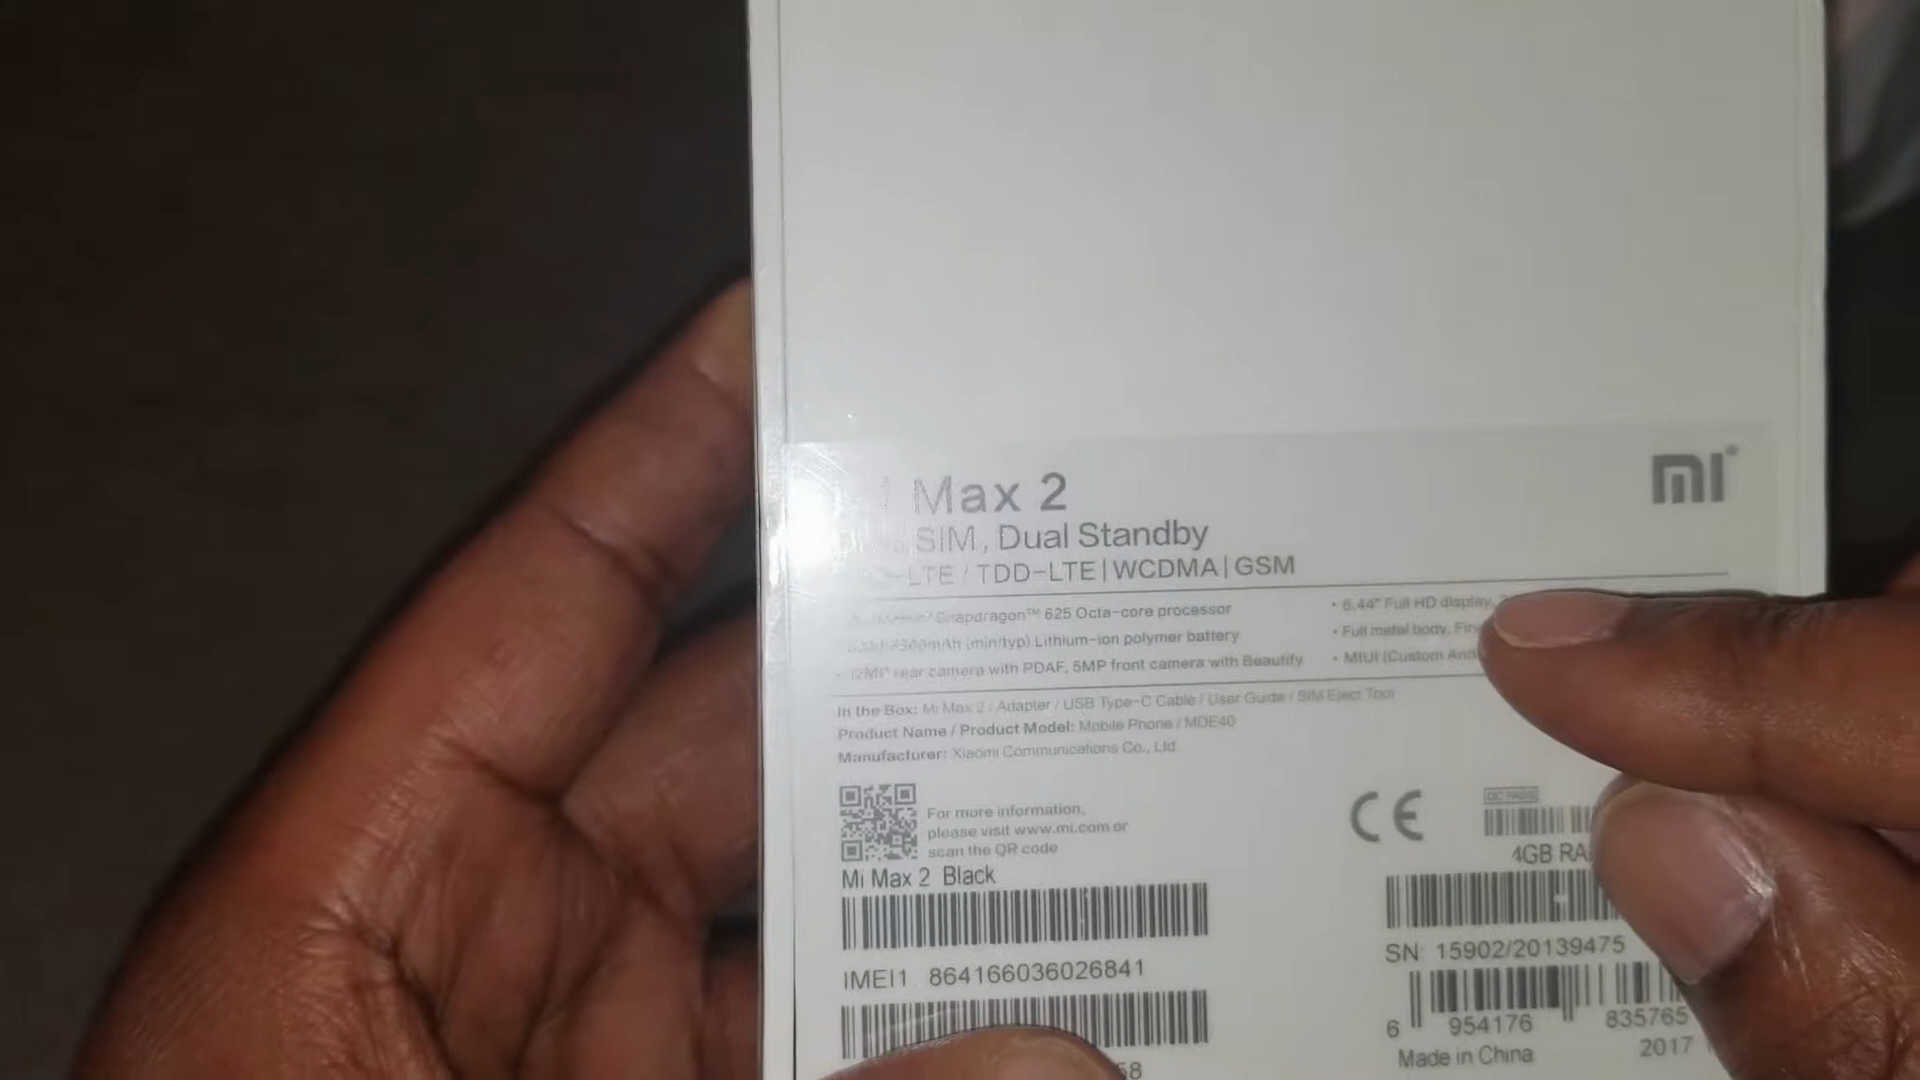 Max 2
mi
SIM, Dual Standby
-LTE / TDD-LTE|WCDMA|GSM
Snapdragon™ 625 Octa-core processor
(min/typ) Lithium-ion polymer battery
12MP rear camera with PDAF, 5MP front camera with Beautify
• 6.44" Full HD display,
• Full metal body,
• MIUI (Custom
In the Box: Mi Max 2 / Adapter / USB Type-C Cable / User Guide / SIM Eject Tool
Product Name / Product Model: Mobile Phone / MDE40
Manufacturer: Xiaomi Communications Co., Ltd.
For more information,
please visit www.mi.com or
scan the QR code
CE
QC PASS
4GB
Mi Max 2 Black
IMEI1 864166036026841
SN: 15902/20139475
6 954176 835765
Made in China 2017